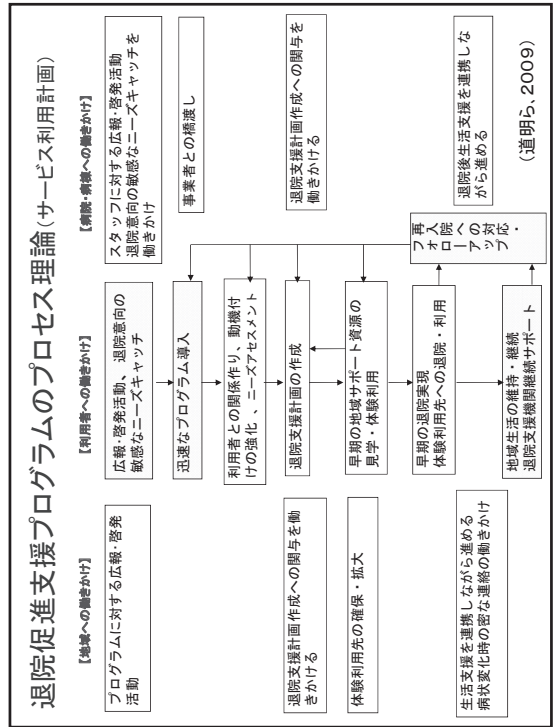 退院促進支援プログラムのプロセス理論(サービス利用計画)
【地域への働きかけ】
【利用者への働きかけ】
【病院・病棟への働きかけ】
プログラムに対する広報・啓発
活動
広報・啓発活動、退院意向の
敏感なニーズキャッチ
スタッフに対する広報・啓発活動
退院意向の敏感なニーズキャッチを
働きかけ
迅速なプログラム導入
事業者との橋渡し
利用者との関係作り、動機付
けの強化、ニーズアセスメント
退院支援計画作成への関与を働
きかける
退院支援計画の作成
退院支援計画作成への関与を
働きかける
体験利用先の確保・拡大
早期の地域サポート資源の
見学・体験利用
早期の退院実現
体験利用先への退院・利用
再入院への対応・
フォローアップ
生活支援を連携しながら進める
病状変化時の密な連絡の働きかけ
地域生活の維持・継続
退院支援機関継続サポート
退院後生活支援を連携しな
がら進める
(道明ら、2009)